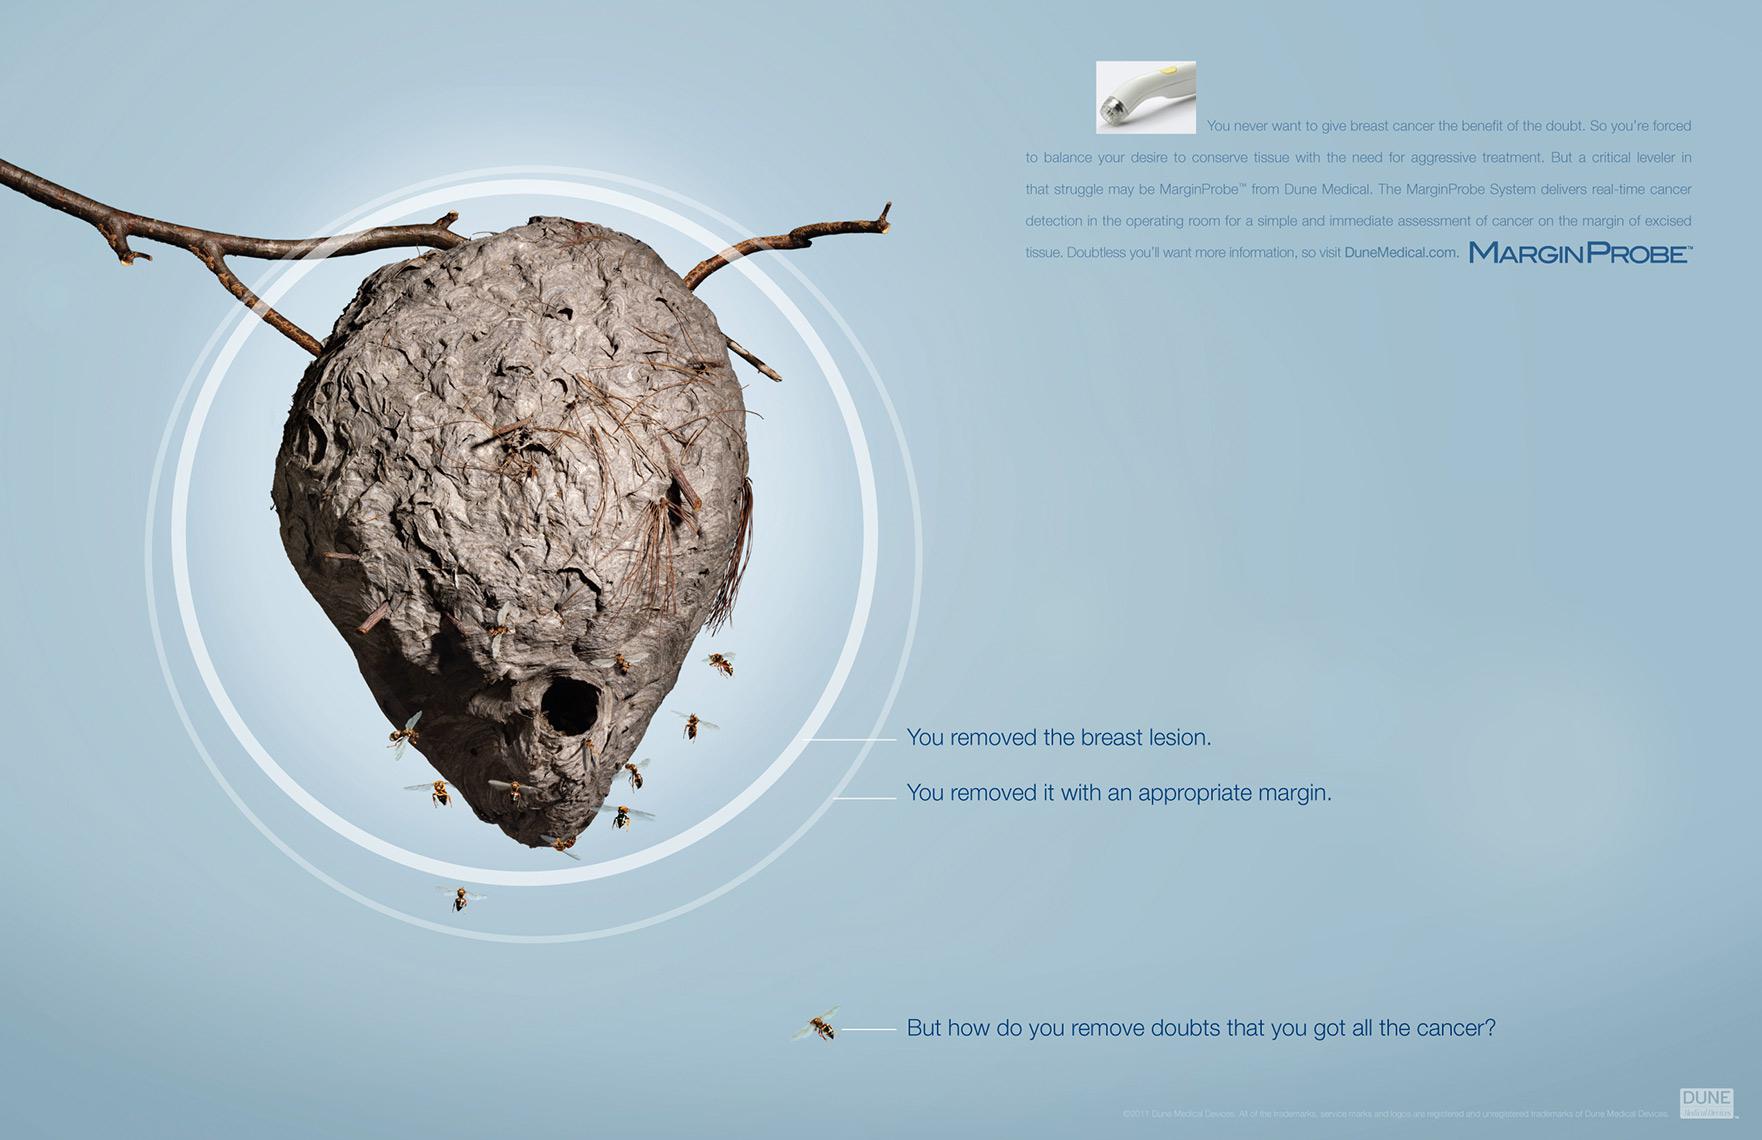 You never want to give breast cancer the benefit of the doubt. So you're forced
to balance your desire to conserve tissue with the need for aggressive treatment. But a critical leveler in
that struggle may be MarginProbe™ from Dune Medical. The MarginProbe System delivers real-time cancer
detection in the operating room for a simple and immediate assessment of cancer on the margin of excised
tissue. Doubtless you'll want more information, so visit DuneMedical.com. MARGINPROBE™
You removed the breast lesion.
You removed it with an appropriate margin.
But how do you remove doubts that you got all the cancer?
©2011 Dune Medical Devices. All of the trademarks, service marks and logos are registered and unregistered trademarks of Dune Medical Devices.
DUNE
Medical Devices